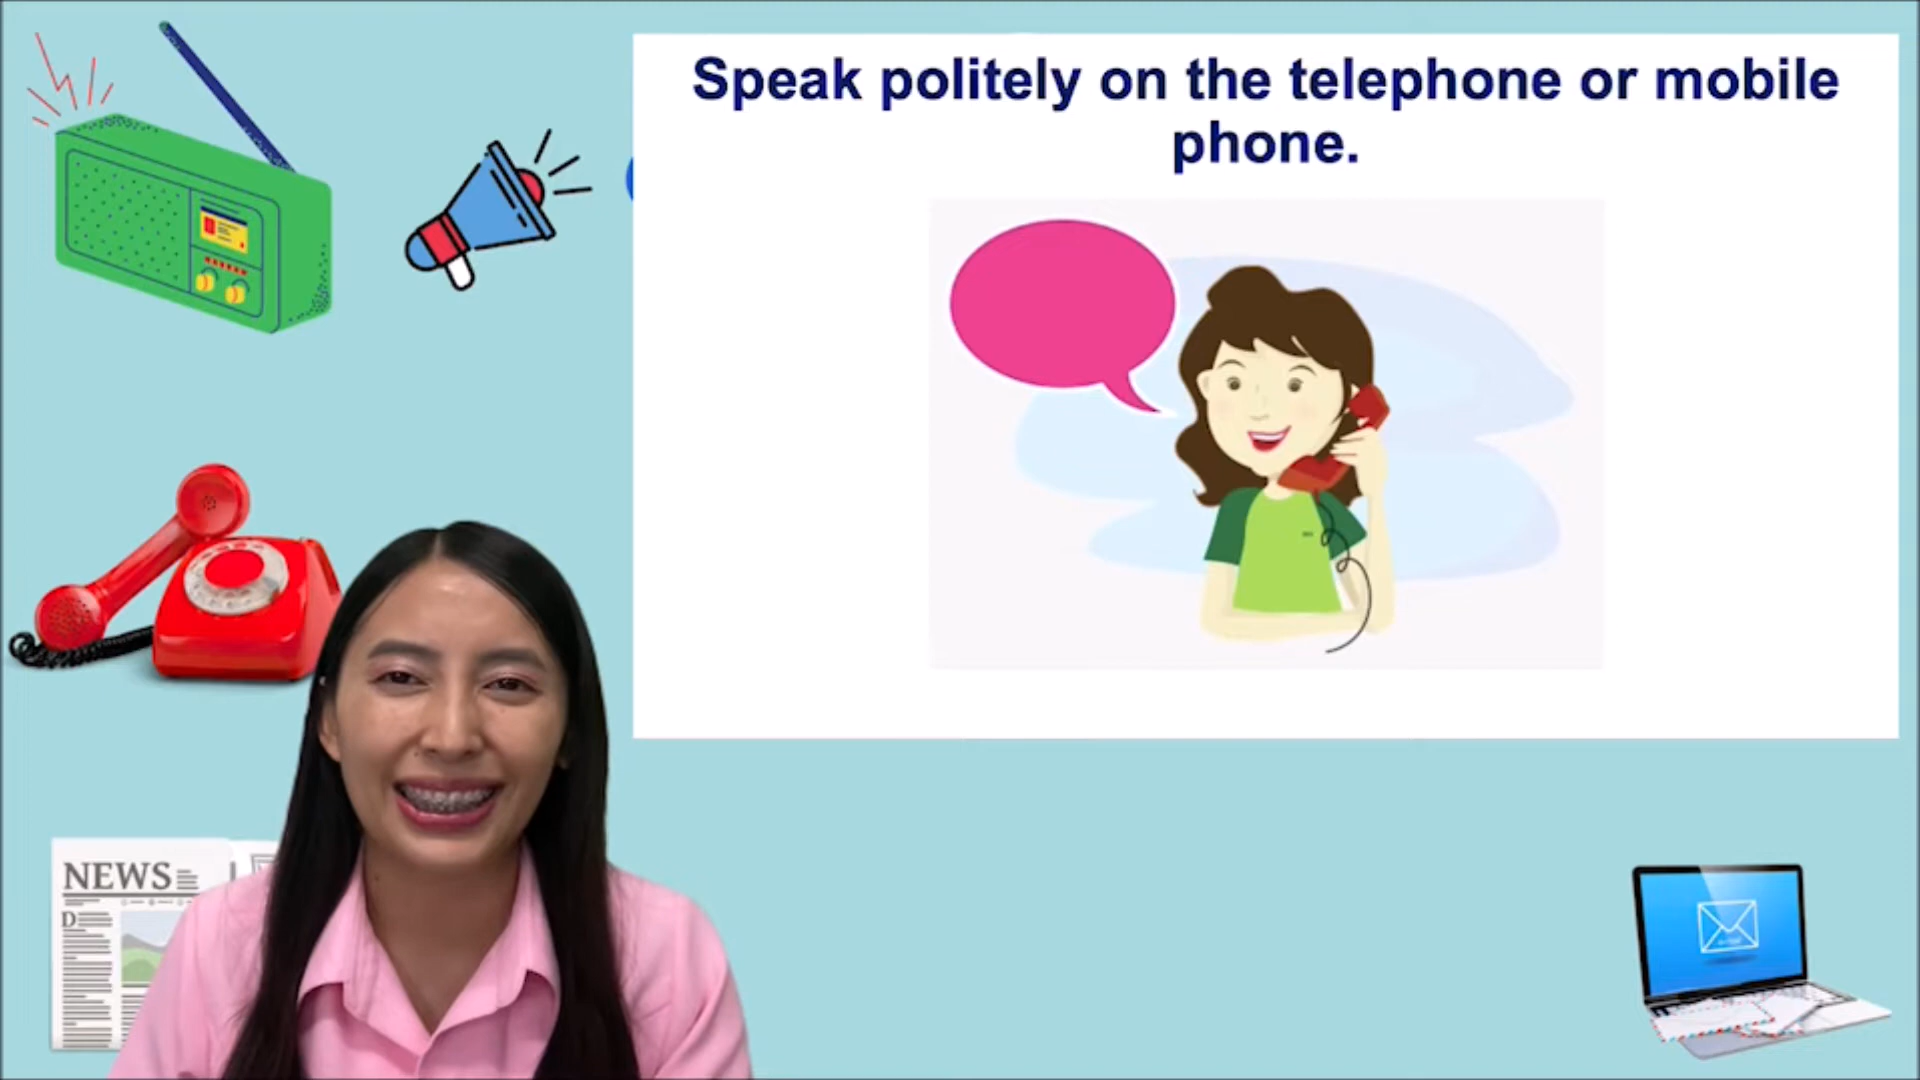 Speak politely on the telephone or mobile
phone.
NEWS
D